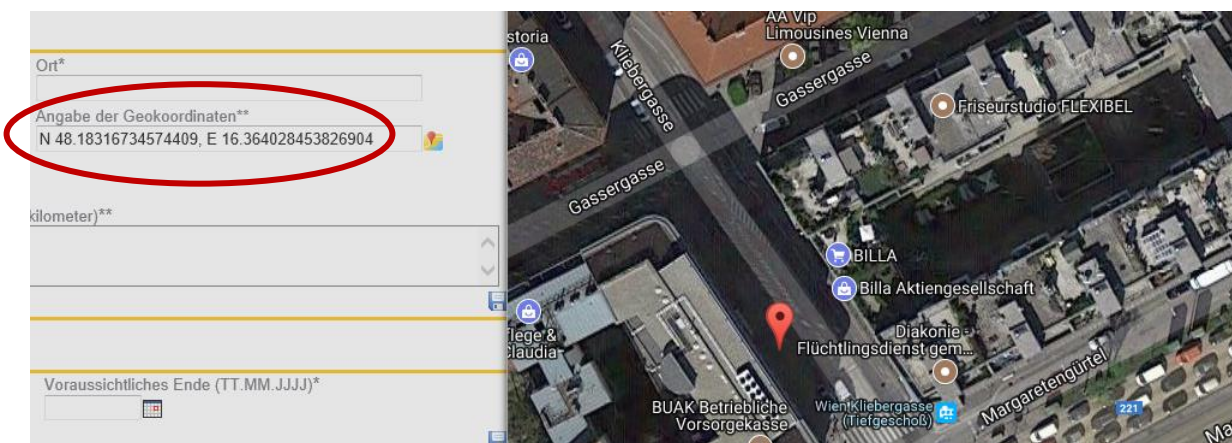 Ort*
Angabe der Geokoordinaten**
N 48.18316734574409, E 16.364028453826904
kilometer)**
Voraussichtliches Ende (TT.MM.JJJJ)*
storia
AA Vip
Limousines Vienna
Kliebergasse
Gassergasse
Friseurstudio FLEXIBEL
Gassergasse
BILLA
Billa Aktiengesellschaft
flege &
Claudia
Diakonie -
Flüchtlingsdienst gem...
Margaretengürtel
221
BUAK Betriebliche
Vorsorgekasse
Wien Kliebergasse
(Tiefgeschoß)
Ma